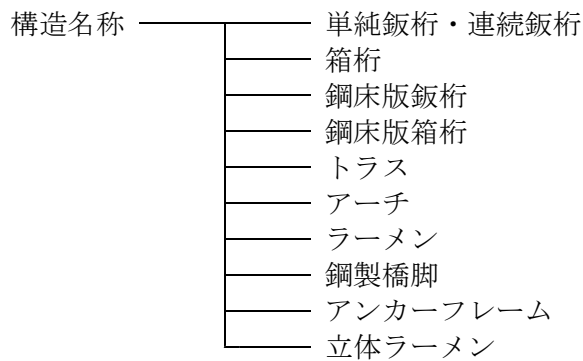 構造名称 単純鈑桁・連続鈑桁
箱桁
鋼床版鈑桁
鋼床版箱桁
トラス
アーチ
ラーメン
鋼製橋脚
アンカーフレーム
立体ラーメン